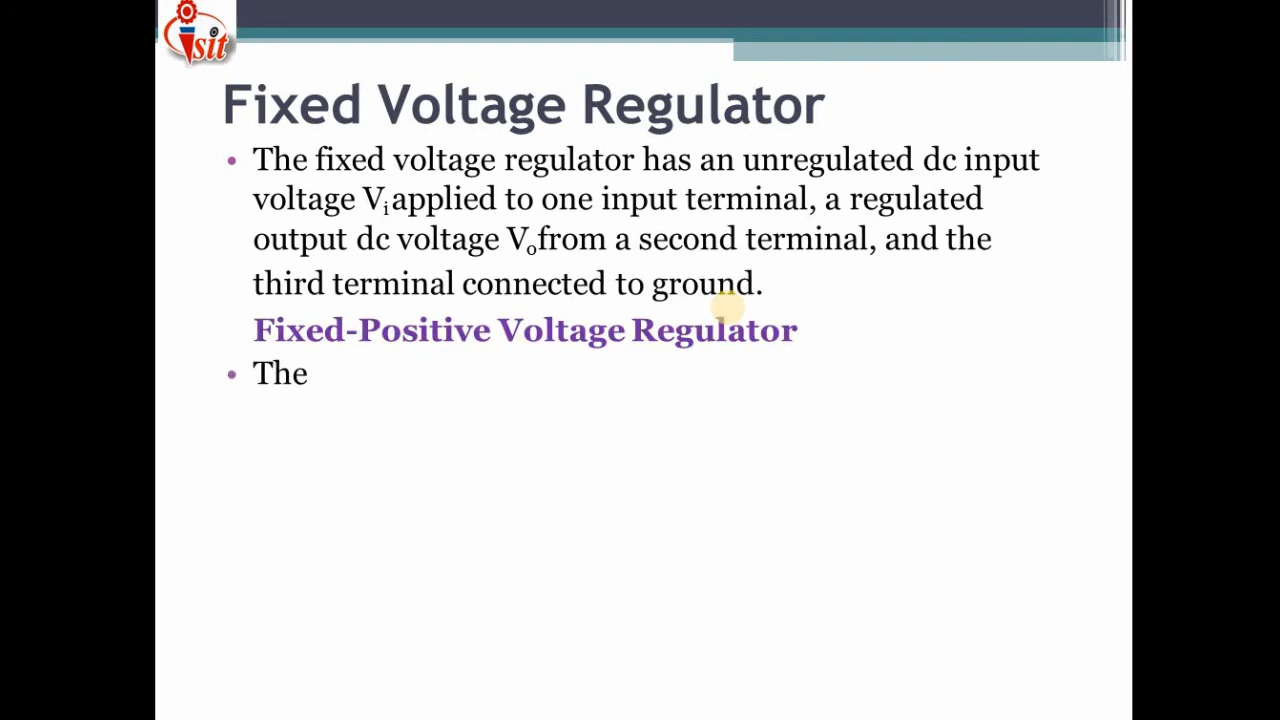 isit
Fixed Voltage Regulator
• The fixed voltage regulator has an unregulated dc input
voltage Vi applied to one input terminal, a regulated
output dc voltage Vo from a second terminal, and the
third terminal connected to ground.
Fixed-Positive Voltage Regulator
• The